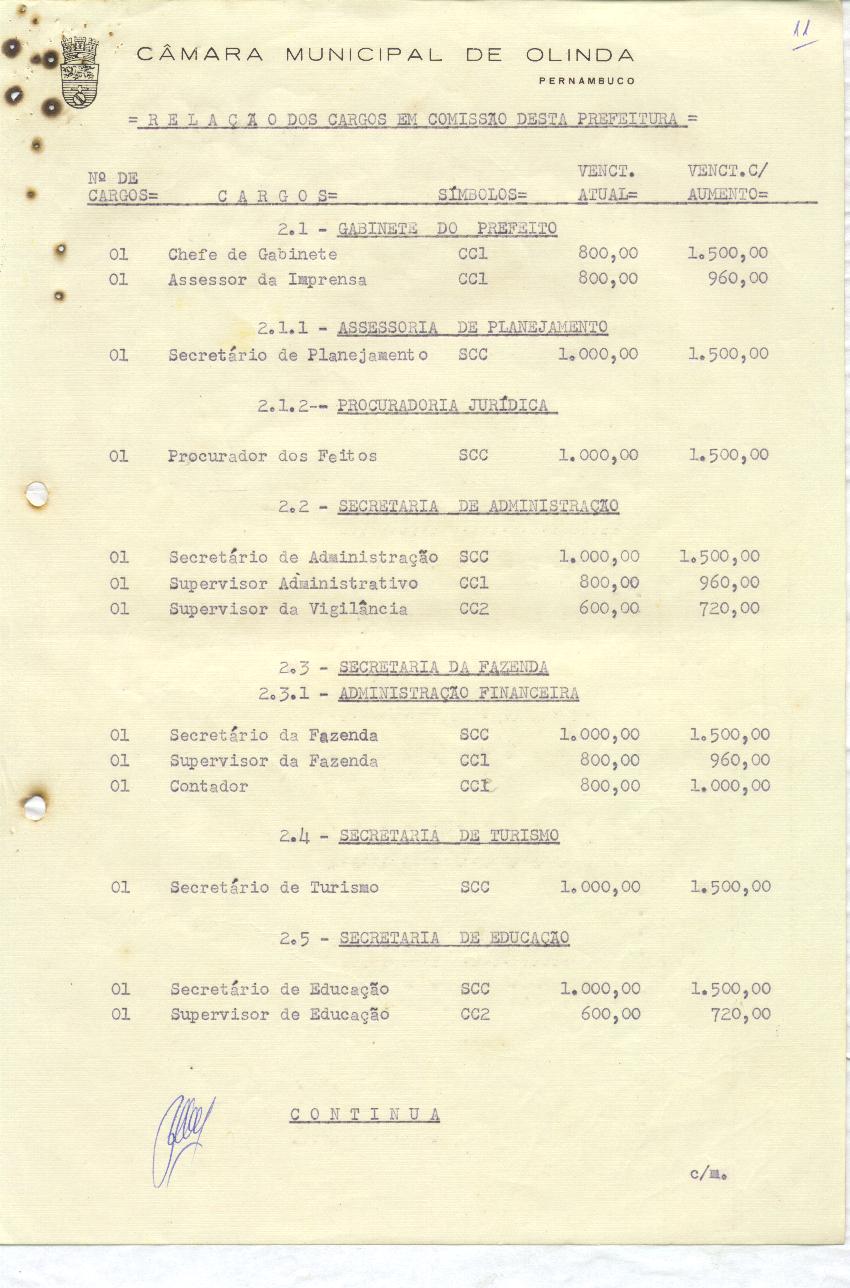 11
CÂMARA MUNICIPAL DE OLINDA
PERNAMBUCO
= R E L A Ç Ã O DOS CARGOS EM COMISSÃO DESTA PREFEITURA =
Nº DE VENCT. VENCT.C/
CARGOS= C A R G O S= SÍMBOLOS= ATUAL= AUMENTO=
2.1 - GABINETE DO PREFEITO
01 Chefe de Gabinete CC1 800,00 1.500,00
01 Assessor da Imprensa CC1 800,00 960,00
2.1.1 - ASSESSORIA DE PLANEJAMENTO
01 Secretário de Planejamento SCC 1.000,00 1.500,00
2.1.2-- PROCURADORIA JURÍDICA
01 Procurador dos Feitos SCC 1.000,00 1.500,00
2.2 - SECRETARIA DE ADMINISTRAÇÃO
01 Secretário de Administração SCC 1.000,00 1.500,00
01 Supervisor Administrativo CC1 800,00 960,00
01 Supervisor da Vigilância CC2 600,00 720,00
2.3 - SECRETARIA DA FAZENDA
2.3.1 - ADMINISTRAÇÃO FINANCEIRA
01 Secretário da Fazenda SCC 1.000,00 1.500,00
01 Supervisor da Fazenda CC1 800,00 960,00
01 Contador CC1 800,00 1.000,00
2.4 - SECRETARIA DE TURISMO
01 Secretário de Turismo SCC 1.000,00 1.500,00
2.5 - SECRETARIA DE EDUCAÇÃO
01 Secretário de Educação SCC 1.000,00 1.500,00
01 Supervisor de Educação CC2 600,00 720,00
C O N T I N U A
c/m.